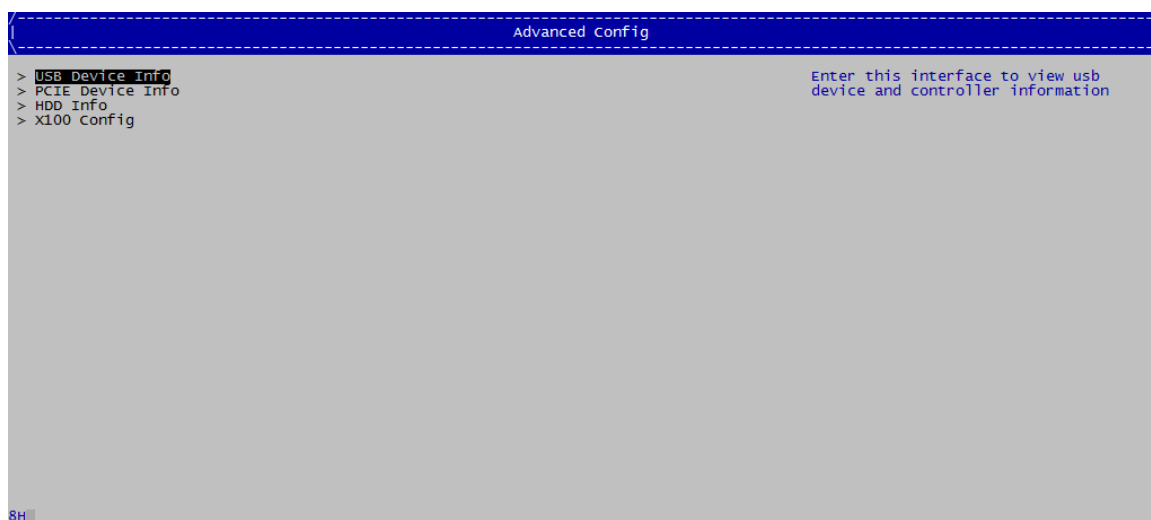 Advanced Config
> USB Device Info
> PCIE Device Info
> HDD Info
> X100 Config
Enter this interface to view usb
device and controller information
8H